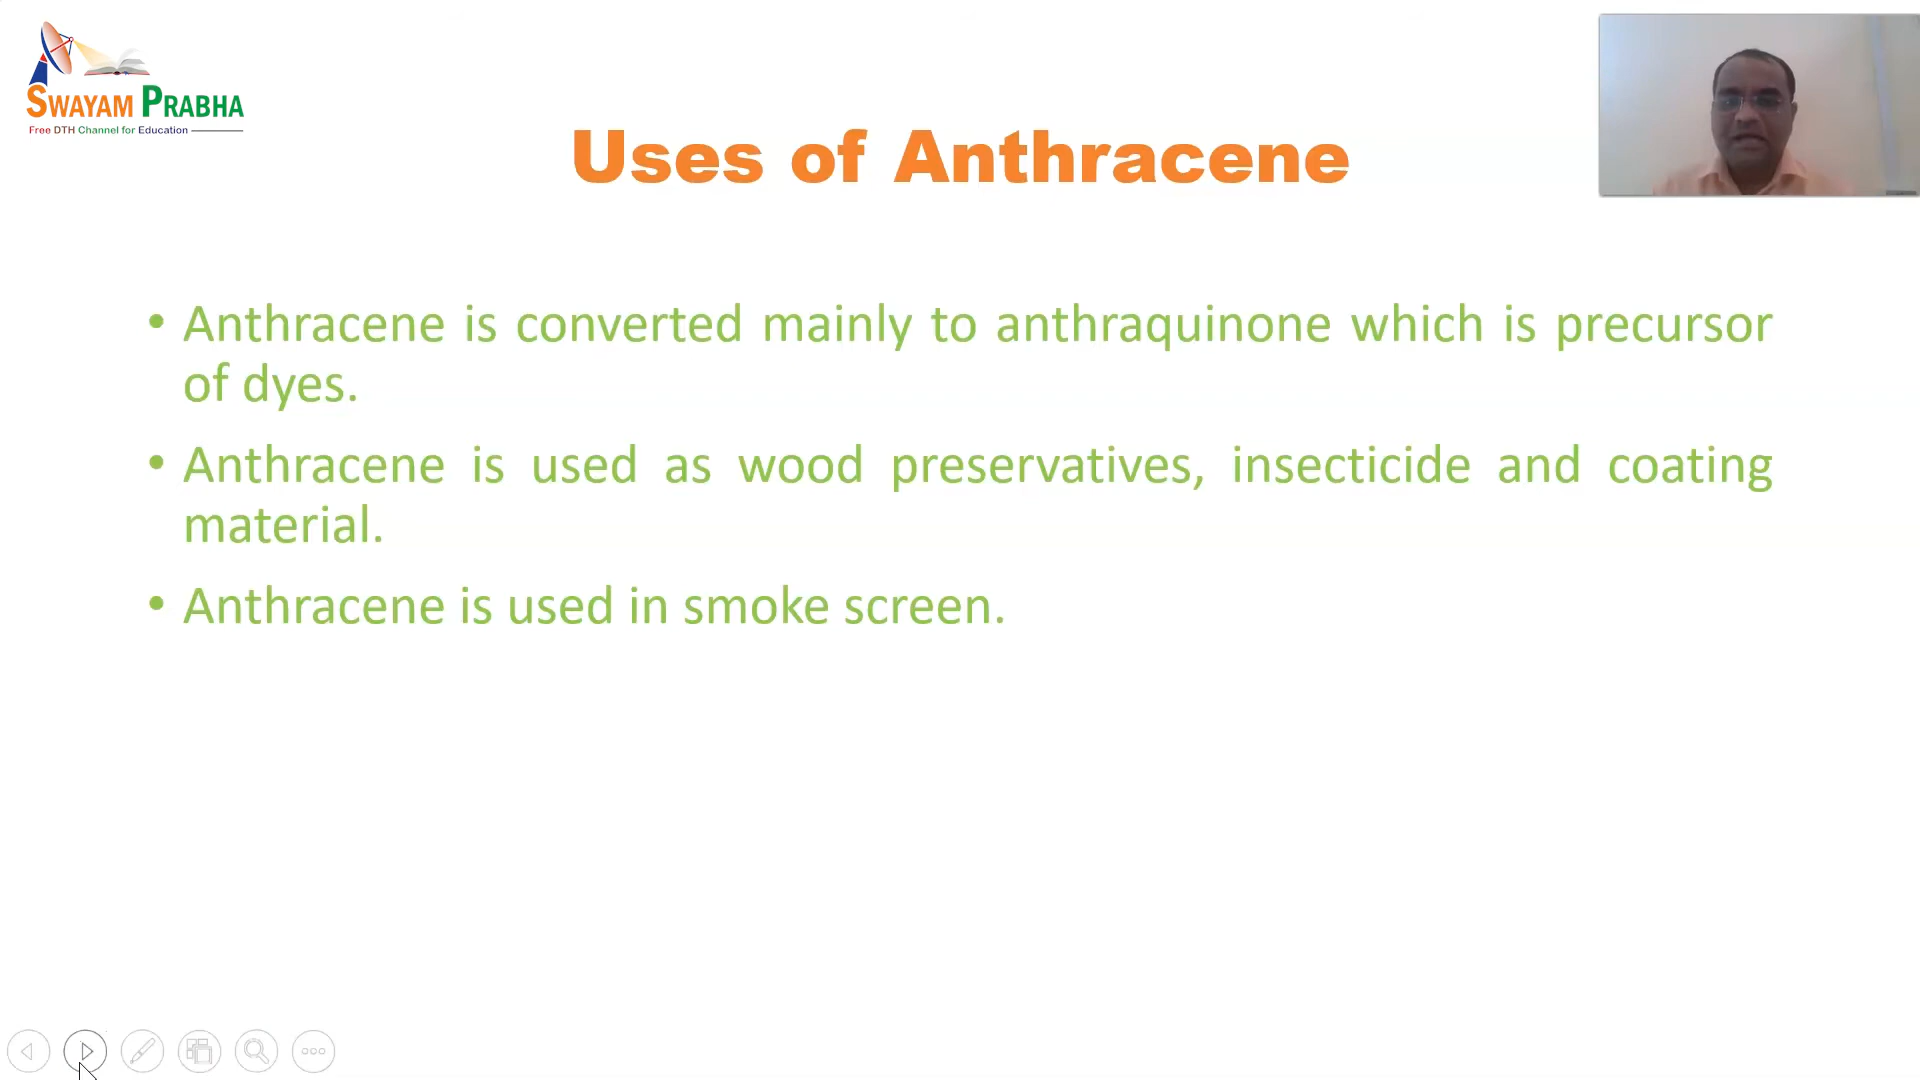 SWAYAM PRABHA
Free DTH Channel for Education
Uses of Anthracene
• Anthracene is converted mainly to anthraquinone which is precursor
of dyes.
• Anthracene is used as wood preservatives, insecticide and coating
material.
• Anthracene is used in smoke screen.